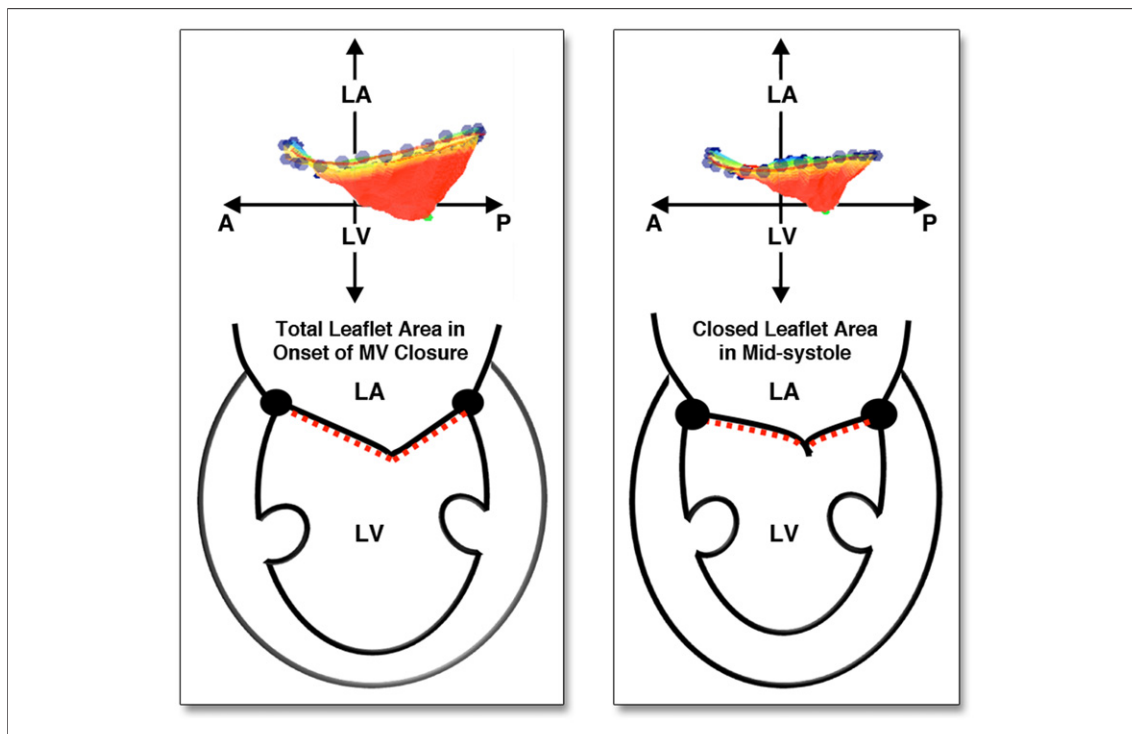 LA
A
P
LV
Total Leaflet Area in
Onset of MV Closure
LA
LV
LA
A
P
LV
Closed Leaflet Area
in Mid-systole
LA
LV